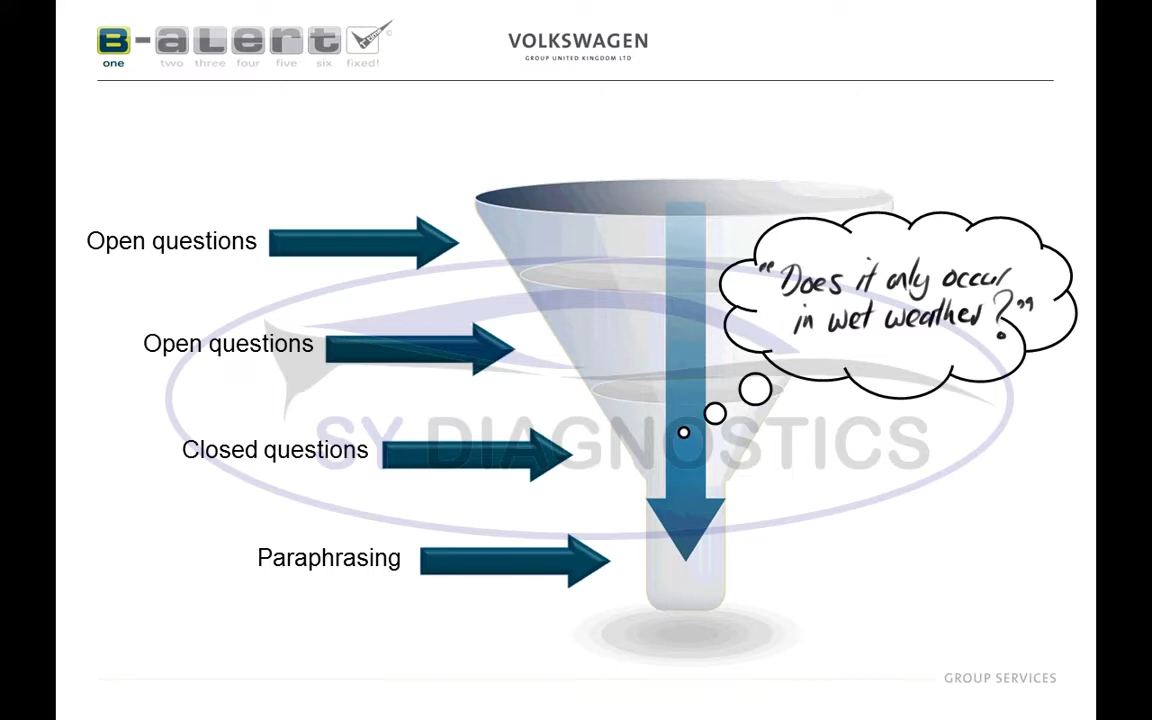 B-aLert
one two three four five six fixed!
VOLKSWAGEN
GROUP UNITED KINGDOM LTD
Open questions
"Does it only occur
in wet weather?"
Open questions
Closed questions
SY DIAGNOSTICS
Paraphrasing
GROUP SERVICES